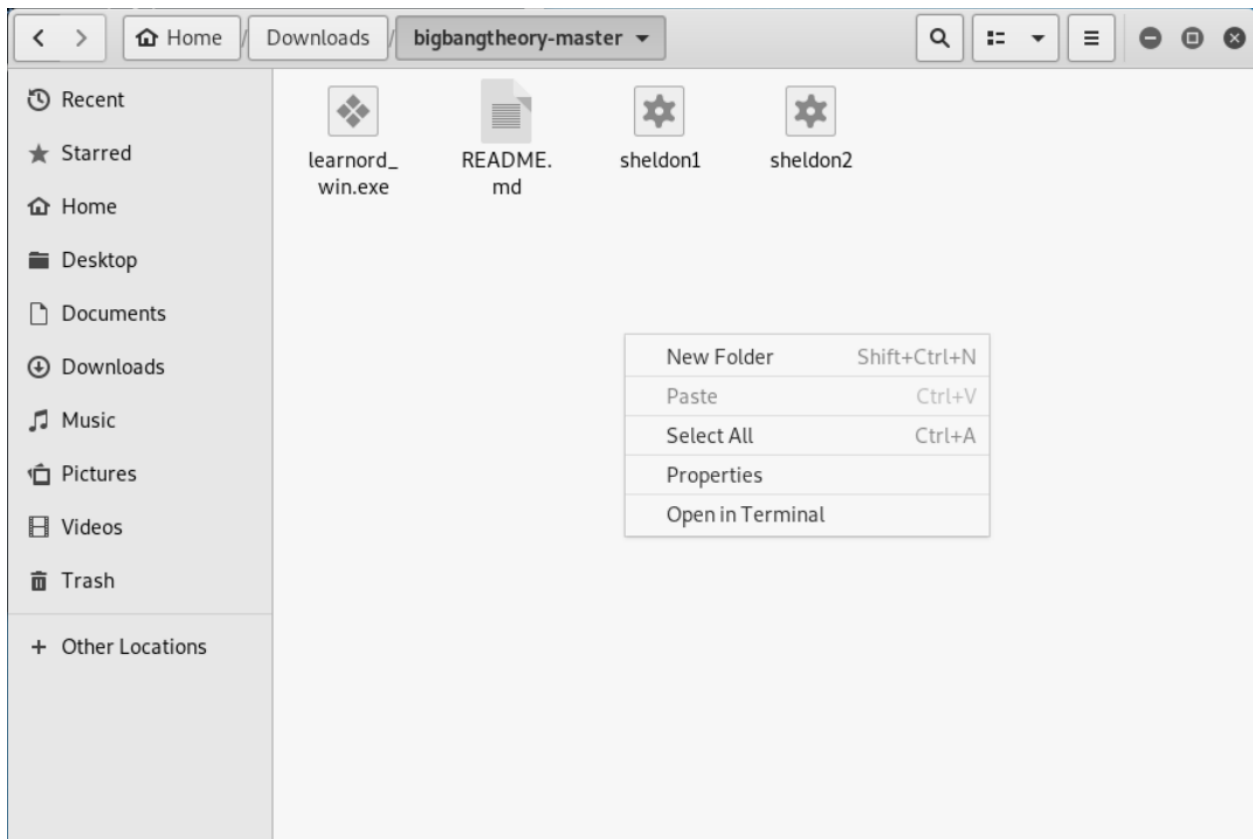 Home / Downloads / bigbangtheory-master
Recent
Starred
Home
Desktop
Documents
Downloads
Music
Pictures
Videos
Trash
+ Other Locations
learnord_
win.exe
README.
md
sheldon1
sheldon2
New Folder Shift+Ctrl+N
Paste Ctrl+V
Select All Ctrl+A
Properties
Open in Terminal